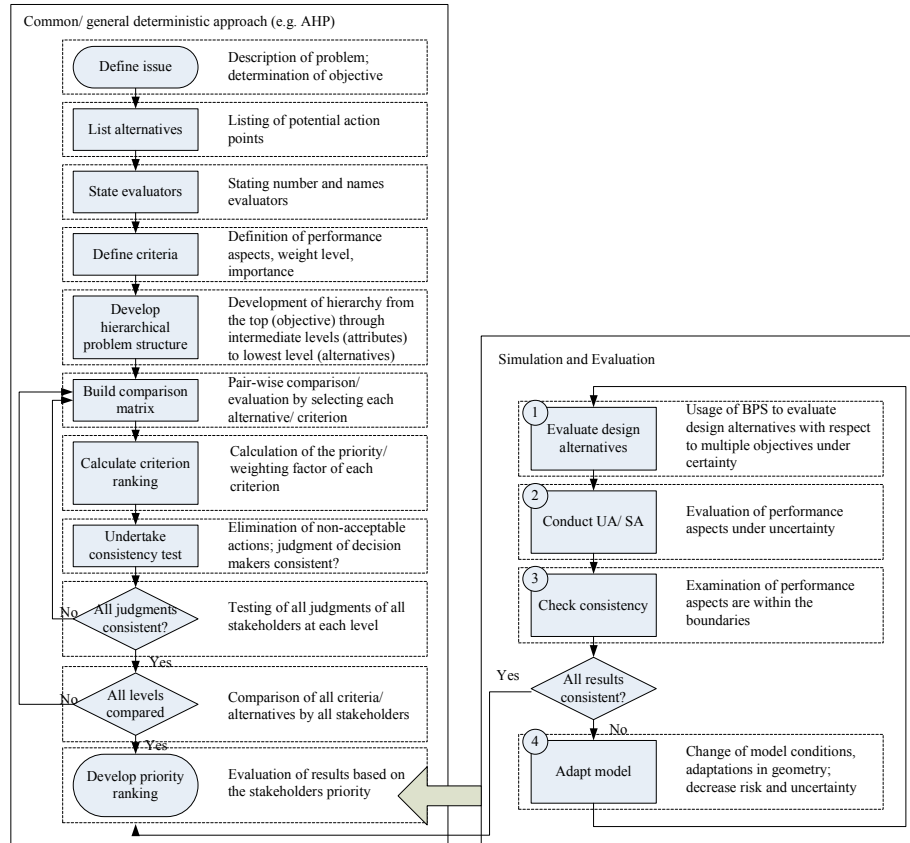 Common/ general deterministic approach (e.g. AHP)
Define issue
Description of problem;
determination of objective
List alternatives
Listing of potential action
points
State evaluators
Stating number and names
evaluators
Define criteria
Definition of performance
aspects, weight level,
importance
Develop
hierarchical
problem structure
Development of hierarchy from
the top (objective) through
intermediate levels (attributes)
to lowest level (alternatives)
Build comparison
matrix
Pair-wise comparison/
evaluation by selecting each
alternative/ criterion
Calculate criterion
ranking
Calculation of the priority/
weighting factor of each
criterion
Undertake
consistency test
Elimination of non-acceptable
actions; judgment of decision
makers consistent?
No
All judgments
consistent?
Testing of all judgments of all
stakeholders at each level
Yes
No
All levels
compared
Comparison of all criteria/
alternatives by all stakeholders
Yes
Develop priority
ranking
Evaluation of results based on
the stakeholders priority
Simulation and Evaluation
1
Evaluate design
alternatives
Usage of BPS to evaluate
design alternatives with respect
to multiple objectives under
certainty
2
Conduct UA/ SA
Evaluation of performance
aspects under uncertainty
3
Check consistency
Examination of performance
aspects are within the
boundaries
Yes
All results
consistent?
No
4
Adapt model
Change of model conditions,
adaptations in geometry;
decrease risk and uncertainty